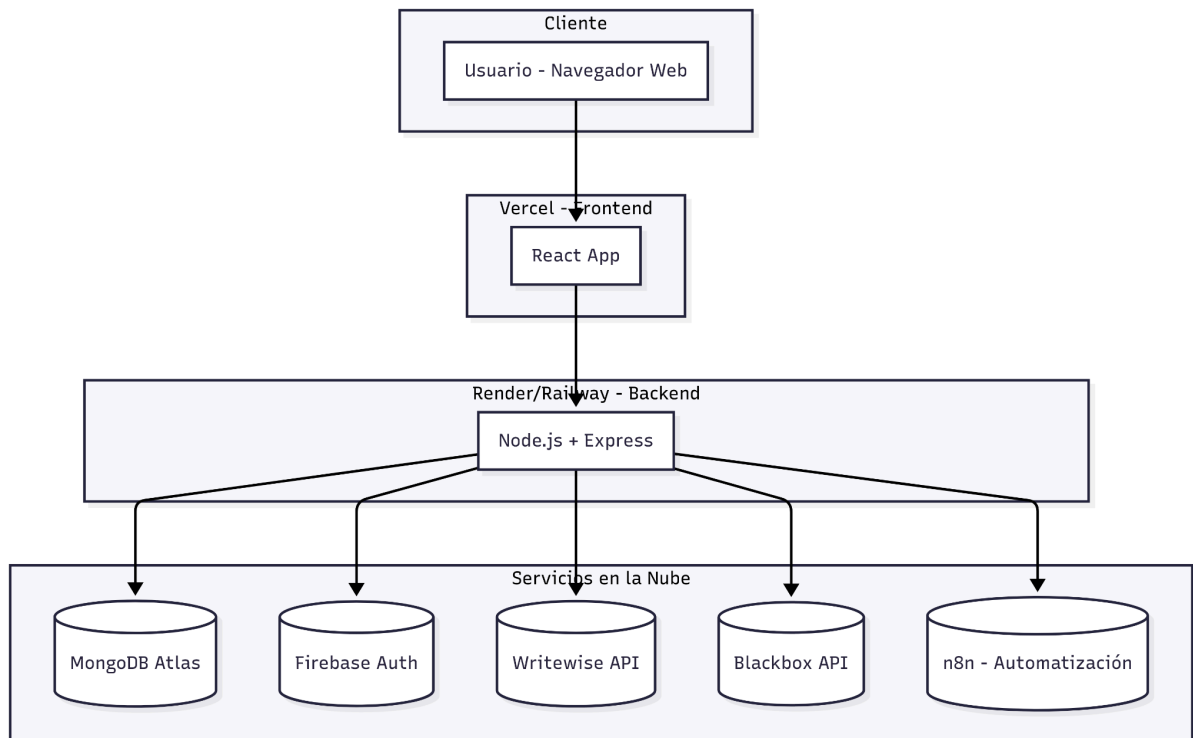 Cliente
Usuario - Navegador Web
Vercel - Frontend
React App
Render/Railway - Backend
Node.js + Express
Servicios en la Nube
MongoDB Atlas
Firebase Auth
Writewise API
Blackbox API
n8n - Automatización